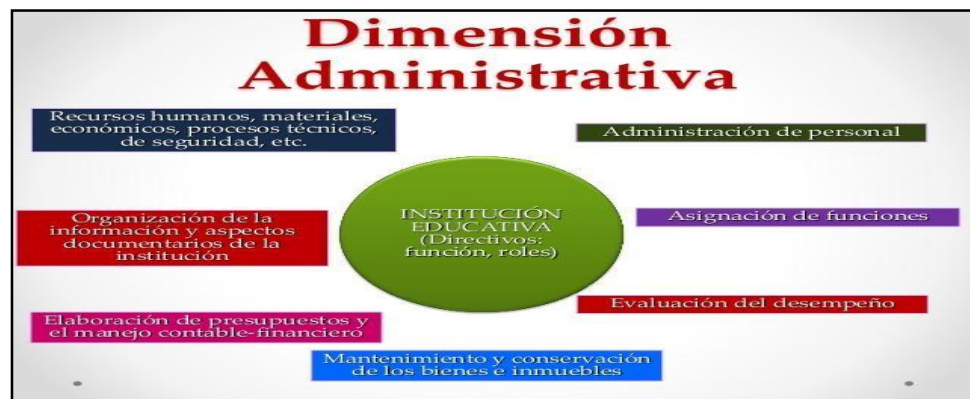 Dimensión
Administrativa
Recursos humanos, materiales,
económicos, procesos técnicos,
de seguridad, etc.
Administración de personal
INSTITUCIÓN
EDUCATIVA
(Directivos:
función, roles)
Organización de la
información y aspectos
documentarios de la
institución
Asignación de funciones
Evaluación del desempeño
Elaboración de presupuestos y
el manejo contable-financiero
Mantenimiento y conservación
de los bienes e inmuebles